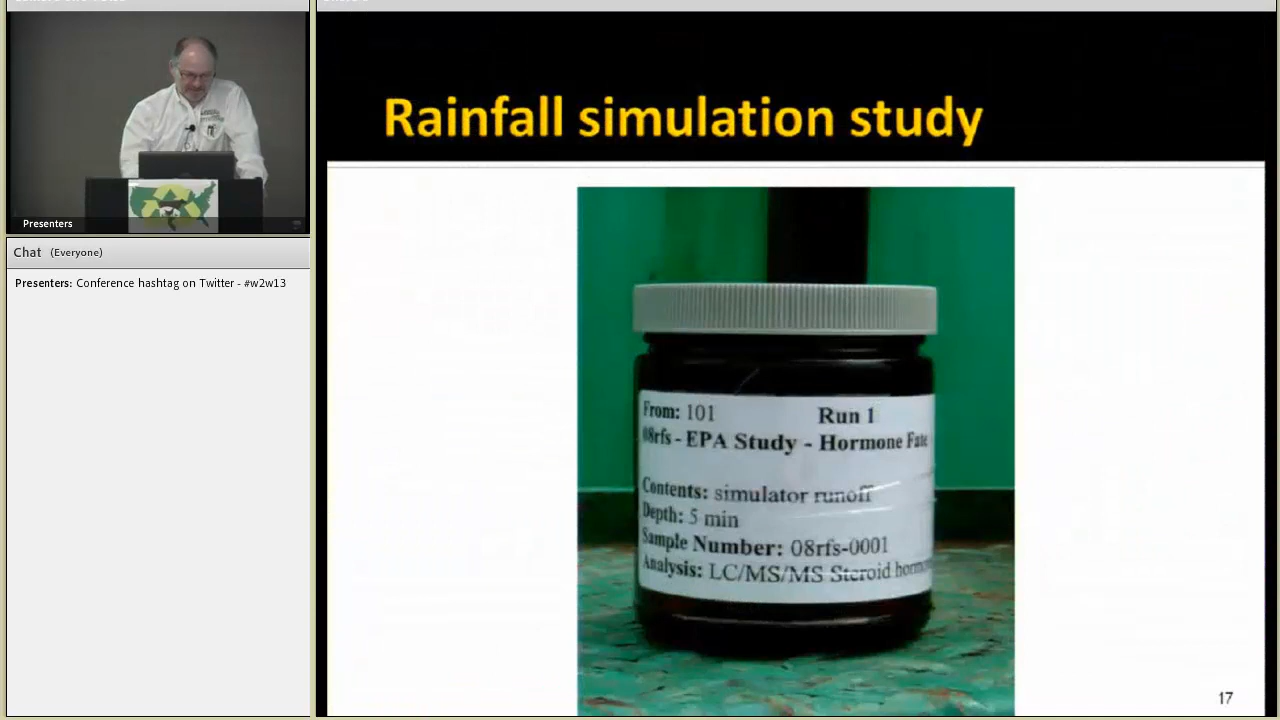 Rainfall simulation study
Presenters
Chat (Everyone)
Presenters: Conference hashtag on Twitter - #w2w13
From: 101 Run 1
08rfs - EPA Study - Hormone Fate
Contents: simulator runoff
Depth: 5 min
Sample Number: 08rfs-0001
Analysis: LC/MS/MS Steroid
17